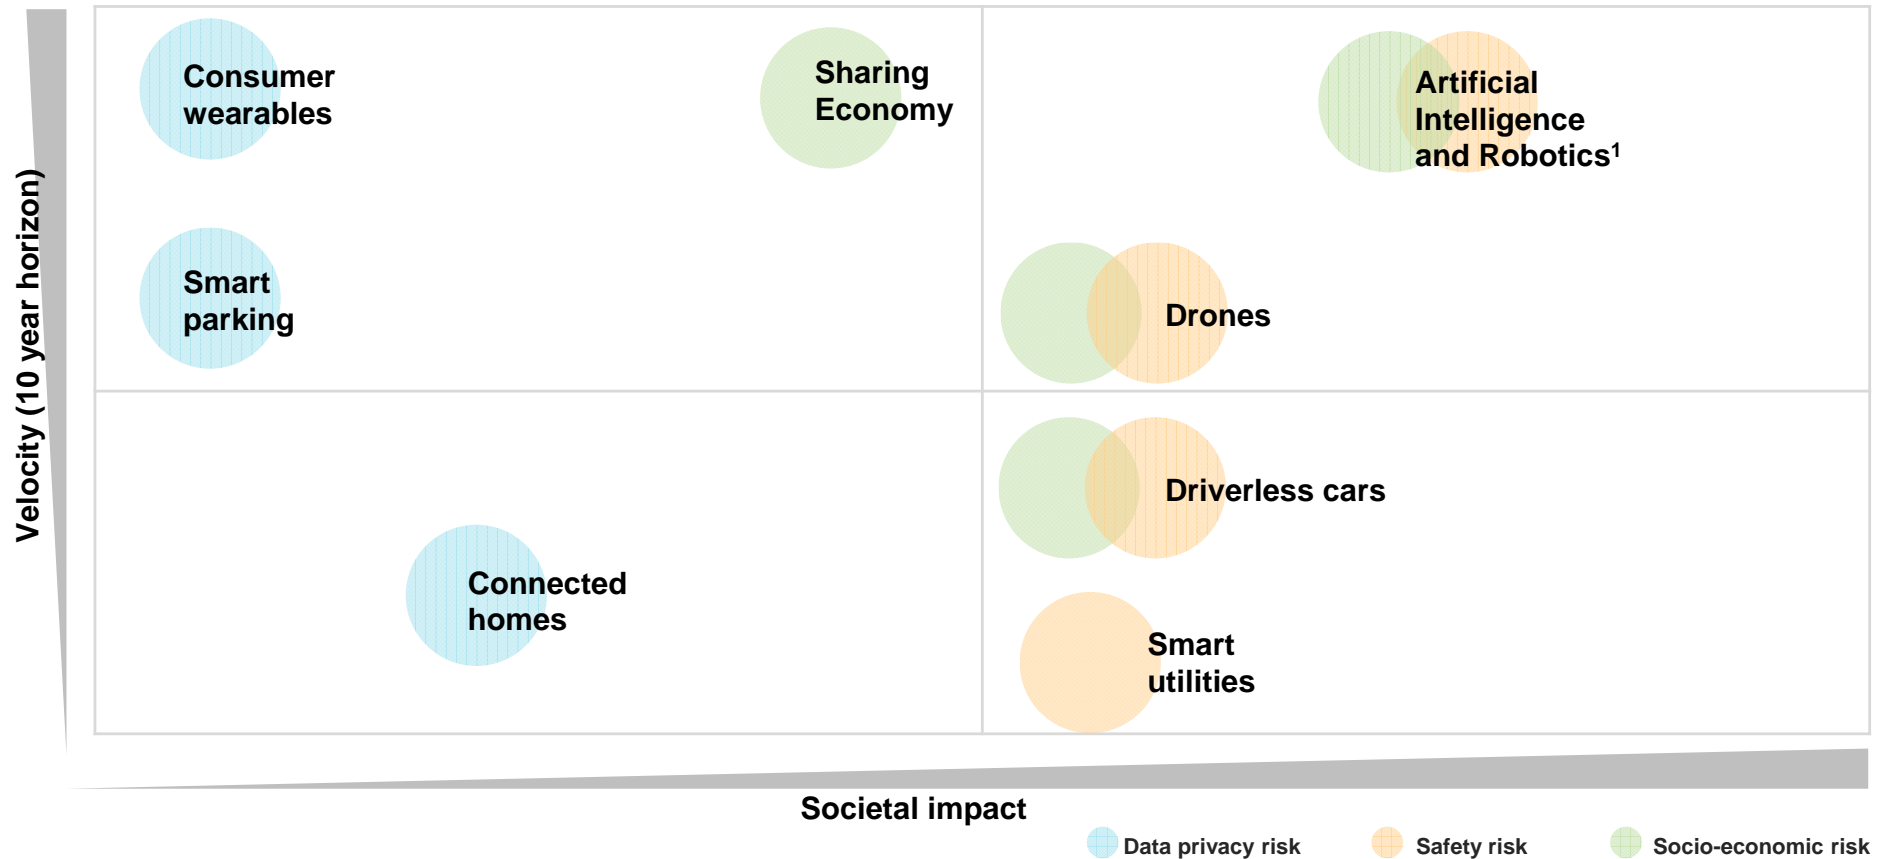 Velocity (10 year horizon)
Consumer
wearables
Sharing
Economy
Artificial
Intelligence
and Robotics¹
Smart
parking
Drones
Driverless cars
Connected
homes
Smart
utilities
Societal impact
Data privacy risk
Safety risk
Socio-economic risk